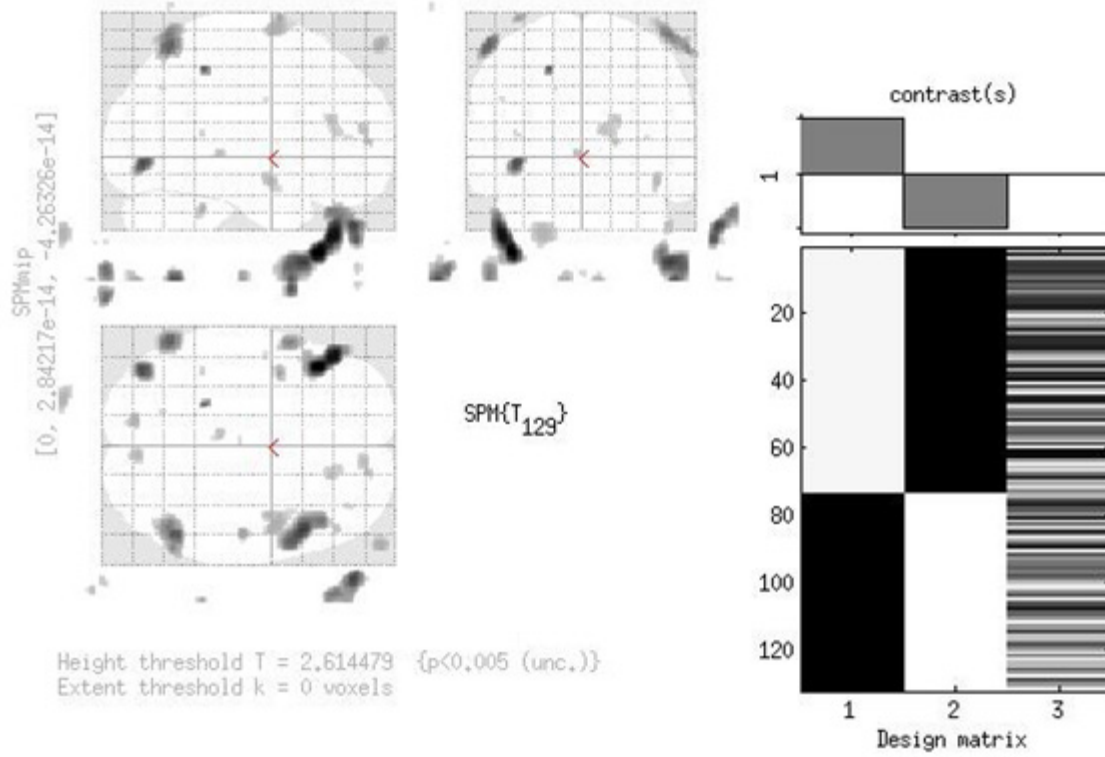 SPMmip
[0, 2.84217e-14, -4.26326e-14]
SPM{T129}
Height threshold T = 2.614479 {p<0.005 (unc.)}
Extent threshold k = 0 voxels
contrast(s)
1
20
40
60
80
100
120
1 2 3
Design matrix